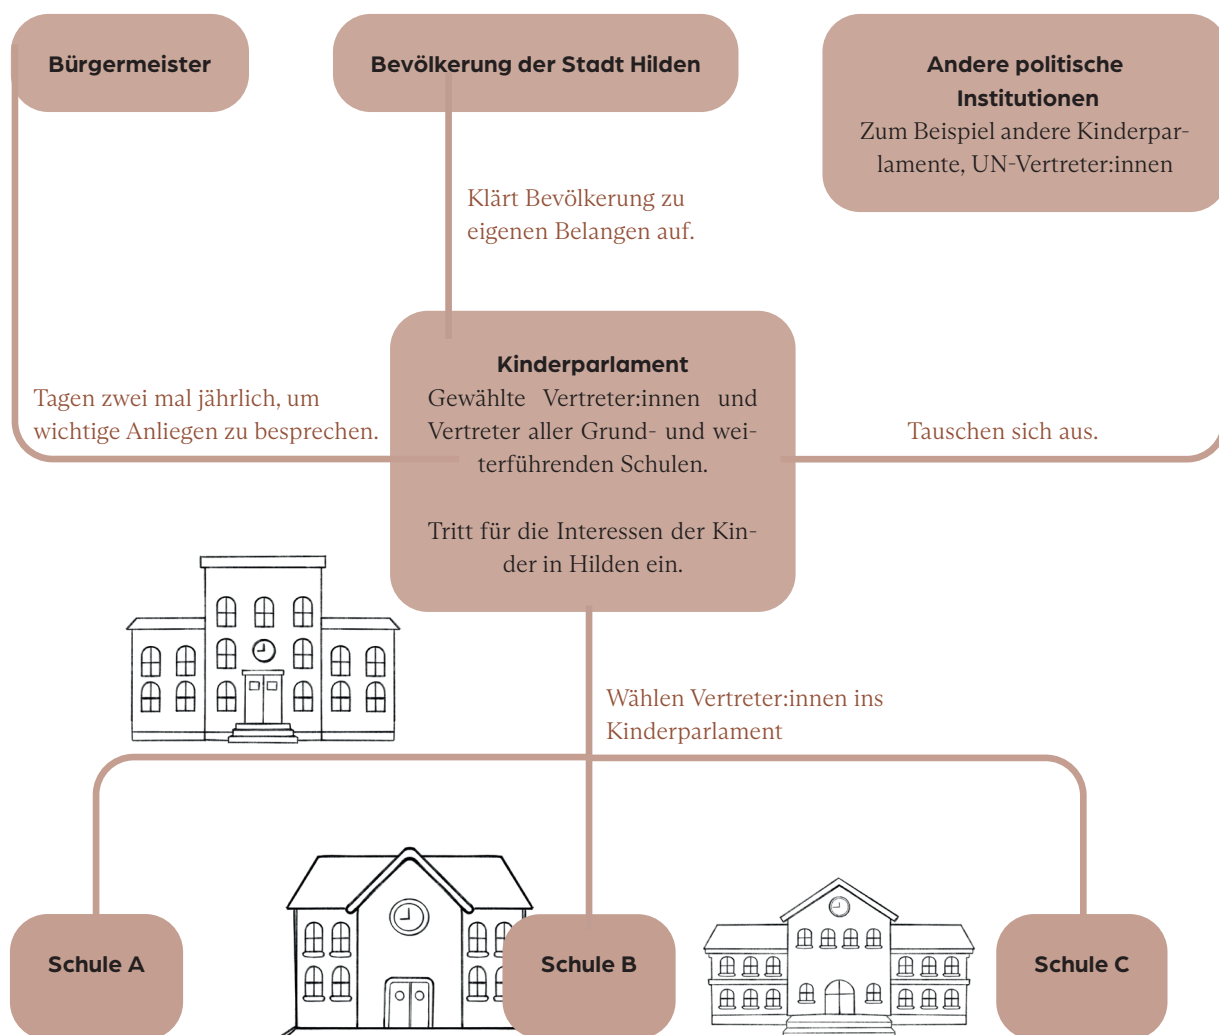 Bürgermeister
Bevölkerung der Stadt Hilden
Andere politische
Institutionen
Zum Beispiel andere Kinderpar-
lamente, UN-Vertreter:innen
Klärt Bevölkerung zu
eigenen Belangen auf.
Kinderparlament
Gewählte Vertreter:innen und
Vertreter aller Grund- und wei-
terführenden Schulen.
Tritt für die Interessen der Kin-
der in Hilden ein.
Tagen zwei mal jährlich, um
wichtige Anliegen zu besprechen.
Tauschen sich aus.
Wählen Vertreter:innen ins
Kinderparlament
Schule A
Schule B
Schule C